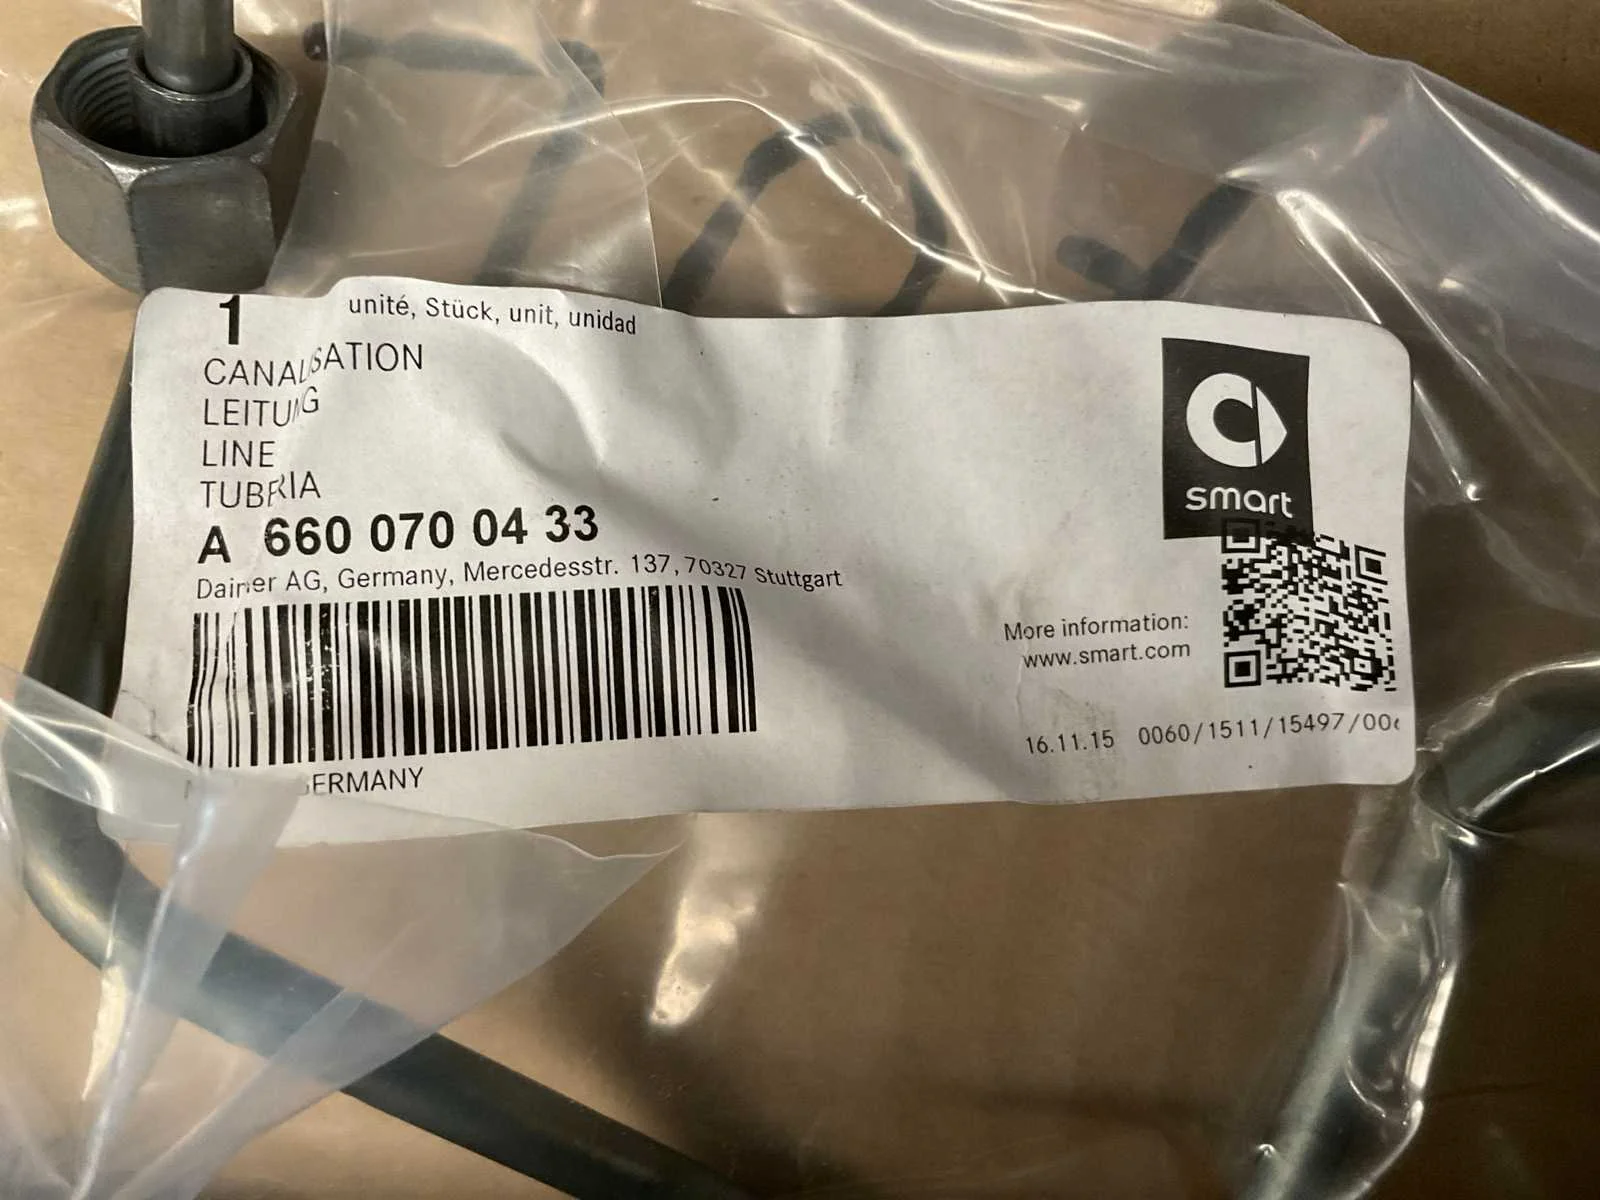 1 unité, Stück, unit, unidad
CANALISATION
LEITUNG
LINE
TUBERIA
A 660 070 04 33
Daimler AG, Germany, Mercedesstr. 137, 70327 Stuttgart
GERMANY
smart
More information:
www.smart.com
16.11.15 0060/1511/15497/006